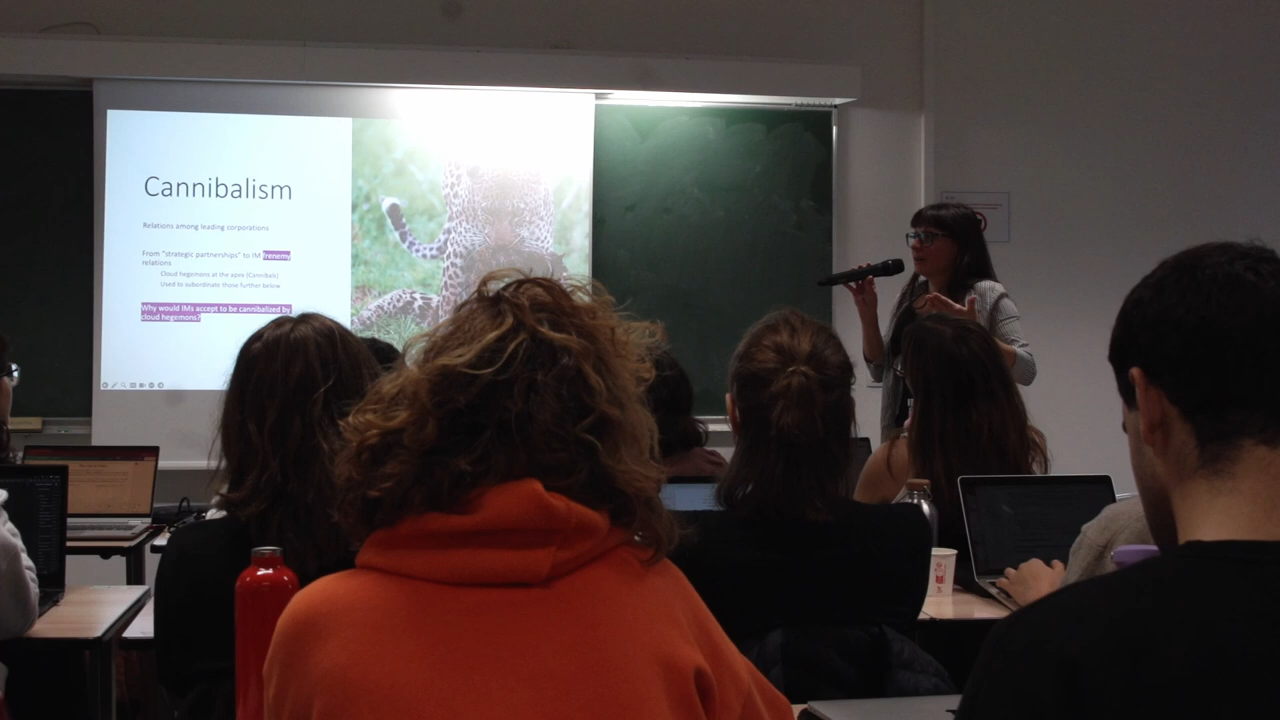 Cannibalism
Relations among leading corporations
From "strategic partnerships" to IM frenemy
relations
Cloud hegemons at the apex (Cannibals)
Used to subordinate those further below
Why would IMs accept to be cannibalized by
cloud hegemons?